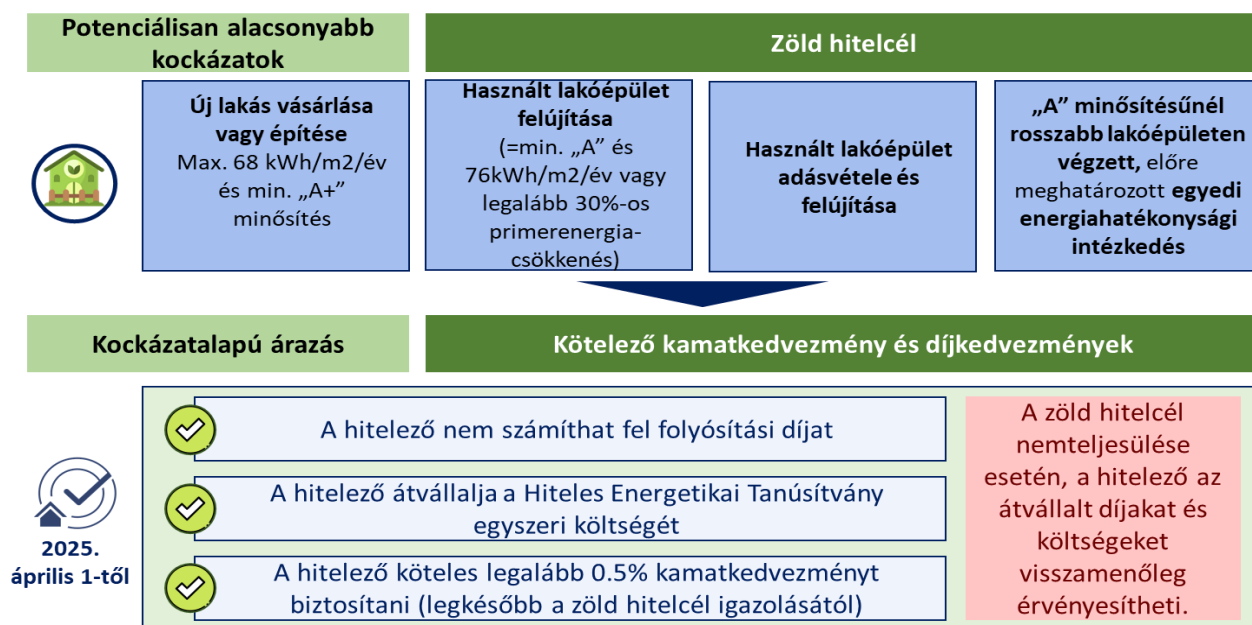 Potenciálisan alacsonyabb
kockázatok
Zöld hitelcél
Új lakás vásárlása
vagy építése
Max. 68 kWh/m2/év
és min. „A+”
minősítés
Használt lakóépület
felújítása
(=min. „A” és
76kWh/m2/év vagy
legalább 30%-os
primerenergia-
csökkenés)
Használt lakóépület
adásvétele és
felújítása
„A” minősítésűnél
rosszabb lakóépületen
végzett, előre
meghatározott egyedi
energiahatékonysági
intézkedés
Kockázatalapú árazás
Kötelező kamatkedvezmény és díjkedvezmények
2025.
április 1-től
A hitelező nem számíthat fel folyósítási díjat
A hitelező átvállalja a Hiteles Energetikai Tanúsítvány
egyszeri költségét
A hitelező köteles legalább 0.5% kamatkedvezményt
biztosítani (legkésőbb a zöld hitelcél igazolásától)
A zöld hitelcél
nemteljesülése
esetén, a hitelező az
átvállalt díjakat és
költségeket
visszamenőleg
érvényesítheti.